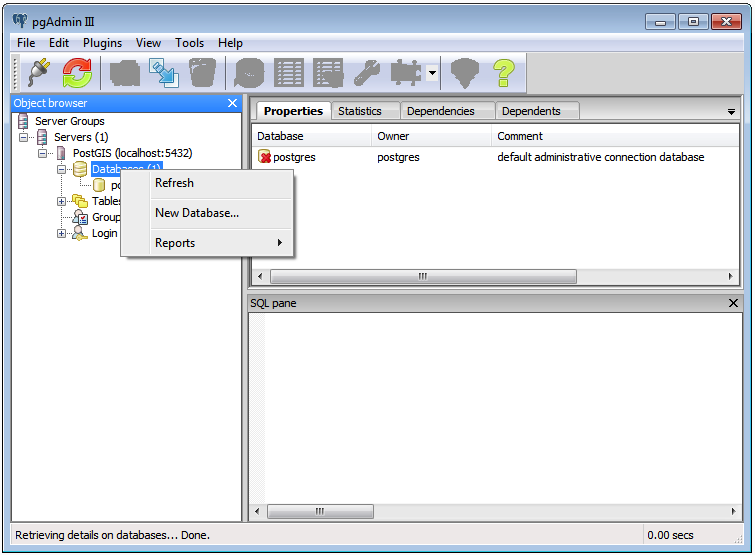 pgAdmin III
File Edit Plugins View Tools Help
Object browser
Server Groups
Servers (1)
PostGIS (localhost:5432)
Databases (1)
Tables
Group
Login
Refresh
New Database...
Reports
Properties Statistics Dependencies Dependents
Database Owner Comment
postgres postgres default administrative connection database
SQL pane
Retrieving details on databases... Done. 0.00 secs